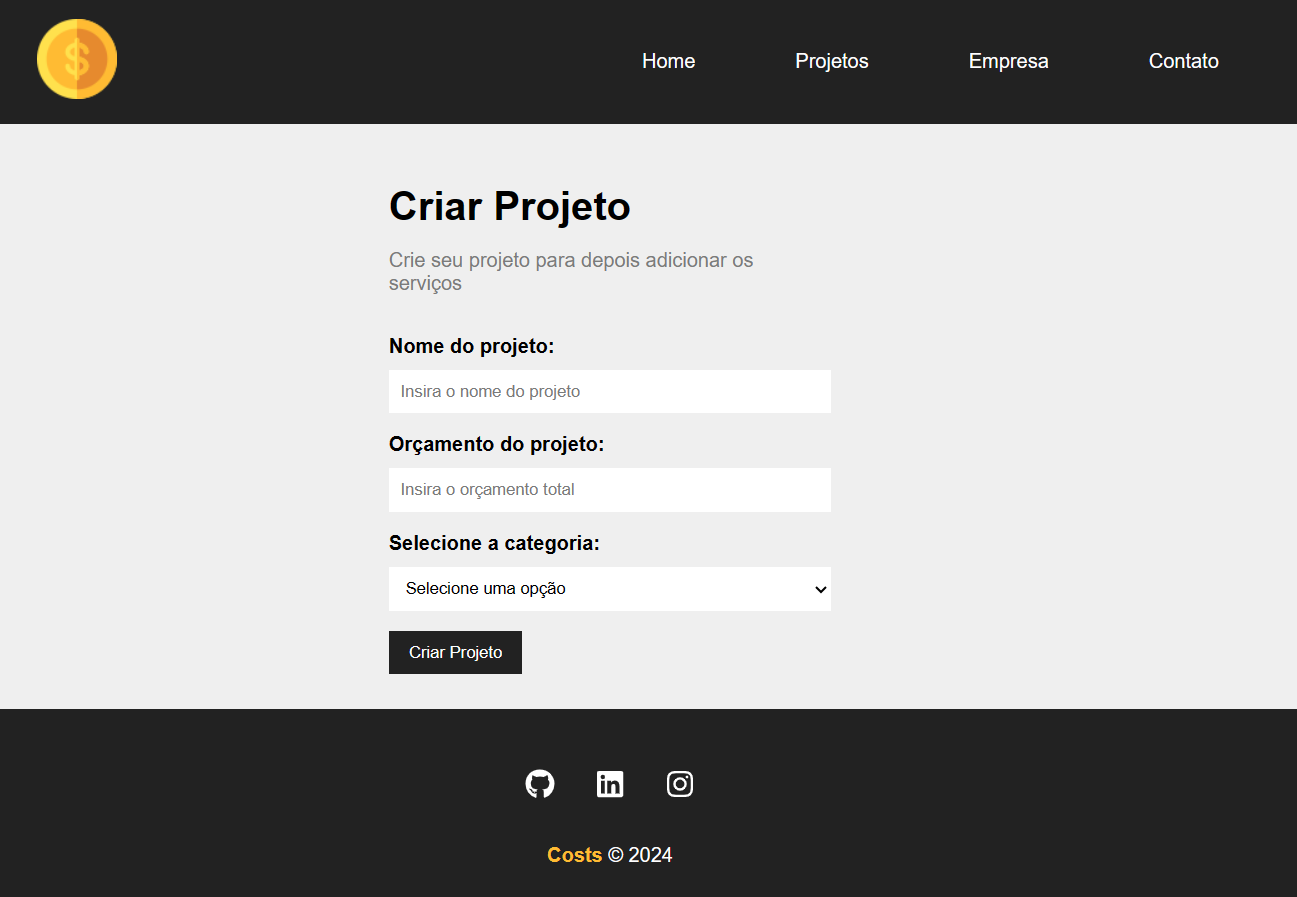 $
Home Projetos Empresa Contato
Criar Projeto
Crie seu projeto para depois adicionar os
serviços
Nome do projeto:
Insira o nome do projeto
Orçamento do projeto:
Insira o orçamento total
Selecione a categoria:
Selecione uma opção
Criar Projeto
in
Costs © 2024